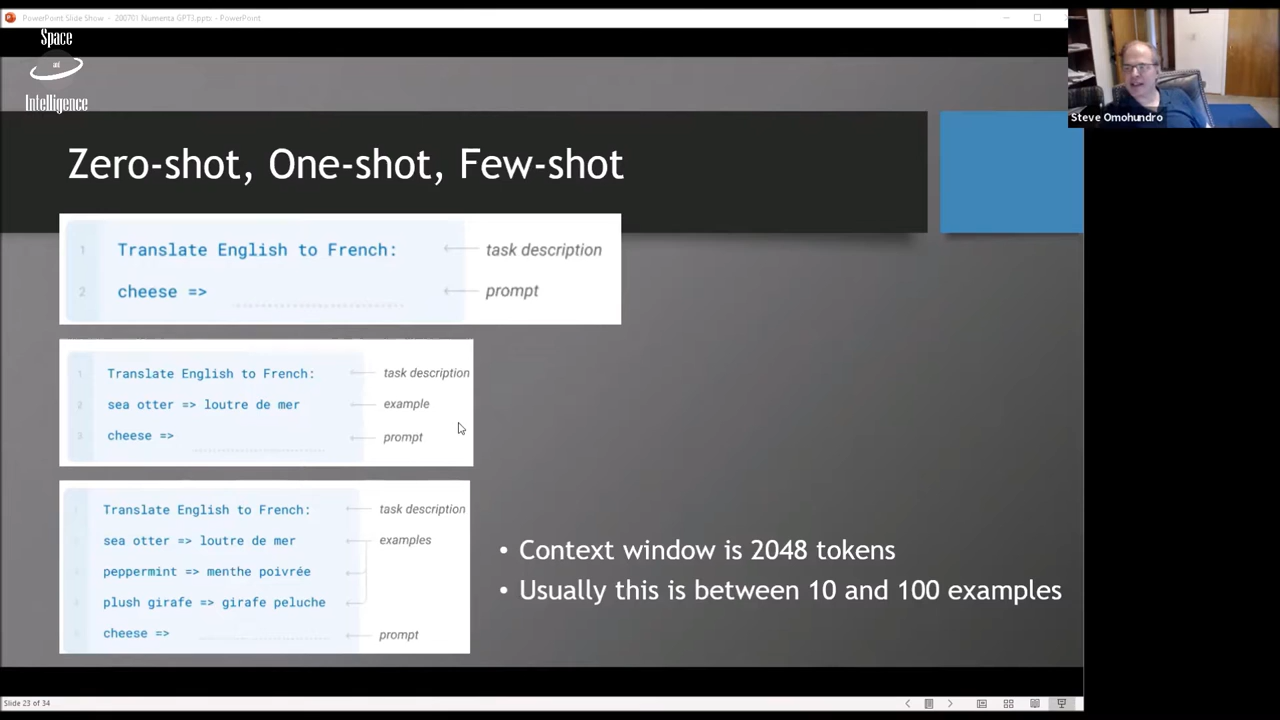 PowerPoint Slide Show - 200701 Numenta GPT3.ppts - PowerPoint
Space
and
Intelligence
Steve Omohundro
Zero-shot, One-shot, Few-shot
1 Translate English to French: task description
2 cheese => prompt
1 Translate English to French: task description
2 sea otter => loutre de mer example
3 cheese => prompt
Translate English to French: task description
sea otter => loutre de mer examples
peppermint => menthe poivrée
plush girafe => girafe peluche
cheese => prompt
• Context window is 2048 tokens
• Usually this is between 10 and 100 examples
Slide 23 of 34